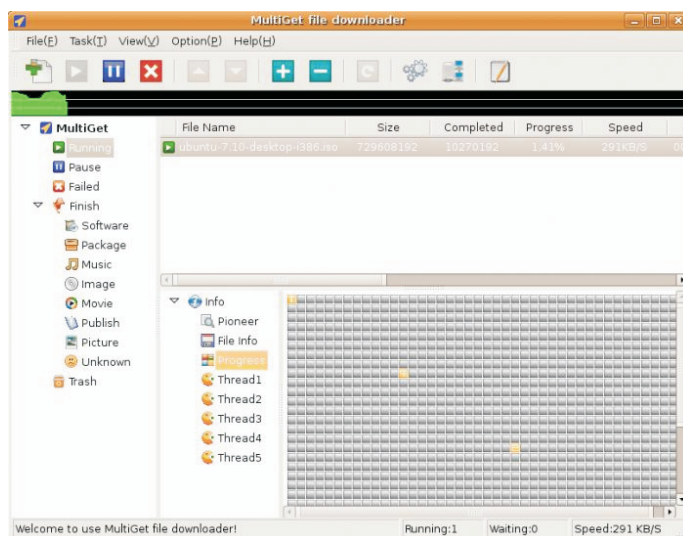 MultiGet file downloader
File(F) Task(T) View(V) Option(P) Help(H)
MultiGet
Running
Pause
Failed
Finish
Software
Package
Music
Image
Movie
Publish
Picture
Unknown
Trash
File Name Size Completed Progress Speed
ubuntu-7.10-desktop-i386.iso 729608192 10270192 1.41% 291KB/S
Info
Pioneer
File Info
Progress
Thread1
Thread2
Thread3
Thread4
Thread5
Welcome to use MultiGet file downloader! Running:1 Waiting:0 Speed:291 KB/S